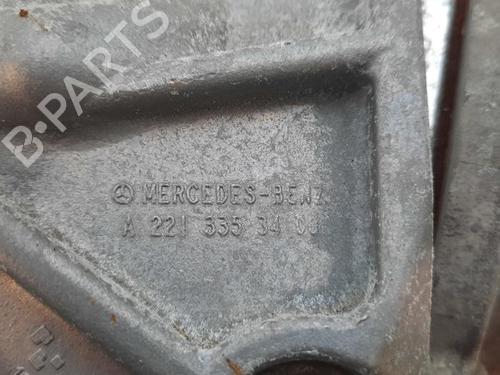 B-PARTS
MERCEDES-BENZ
A 221 335 34